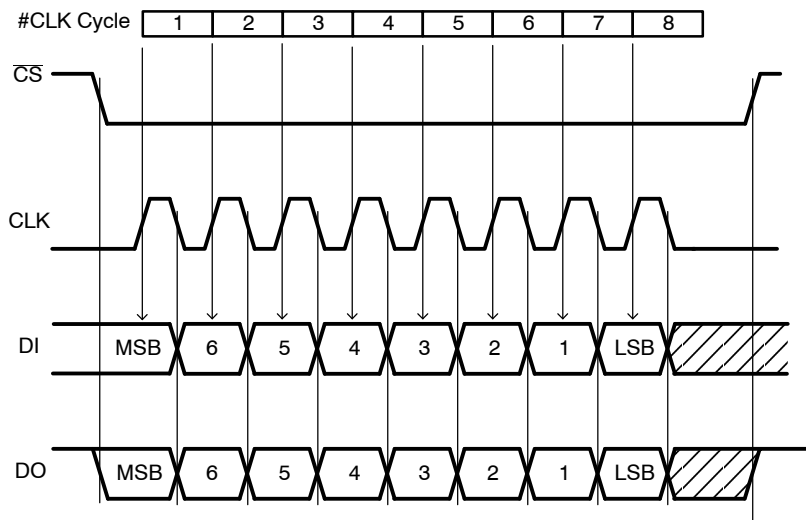 #CLK Cycle 1 2 3 4 5 6 7 8
CS
CLK
DI MSB 6 5 4 3 2 1 LSB
DO MSB 6 5 4 3 2 1 LSB